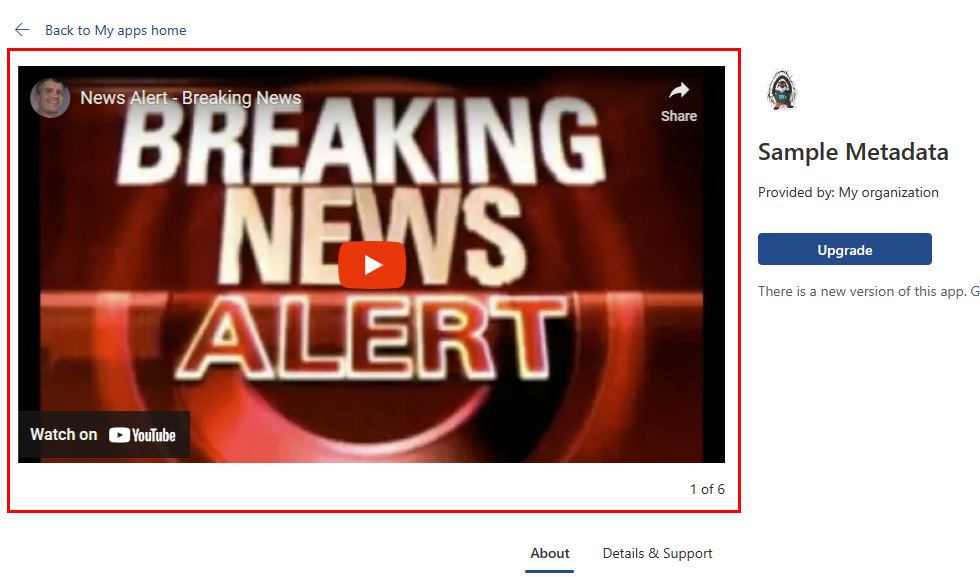 Back to My apps home
News Alert - Breaking News
Share
BREAKING
NEWS
ALERT
Watch on YouTube
1 of 6
Sample Metadata
Provided by: My organization
Upgrade
There is a new version of this app. G
About
Details & Support